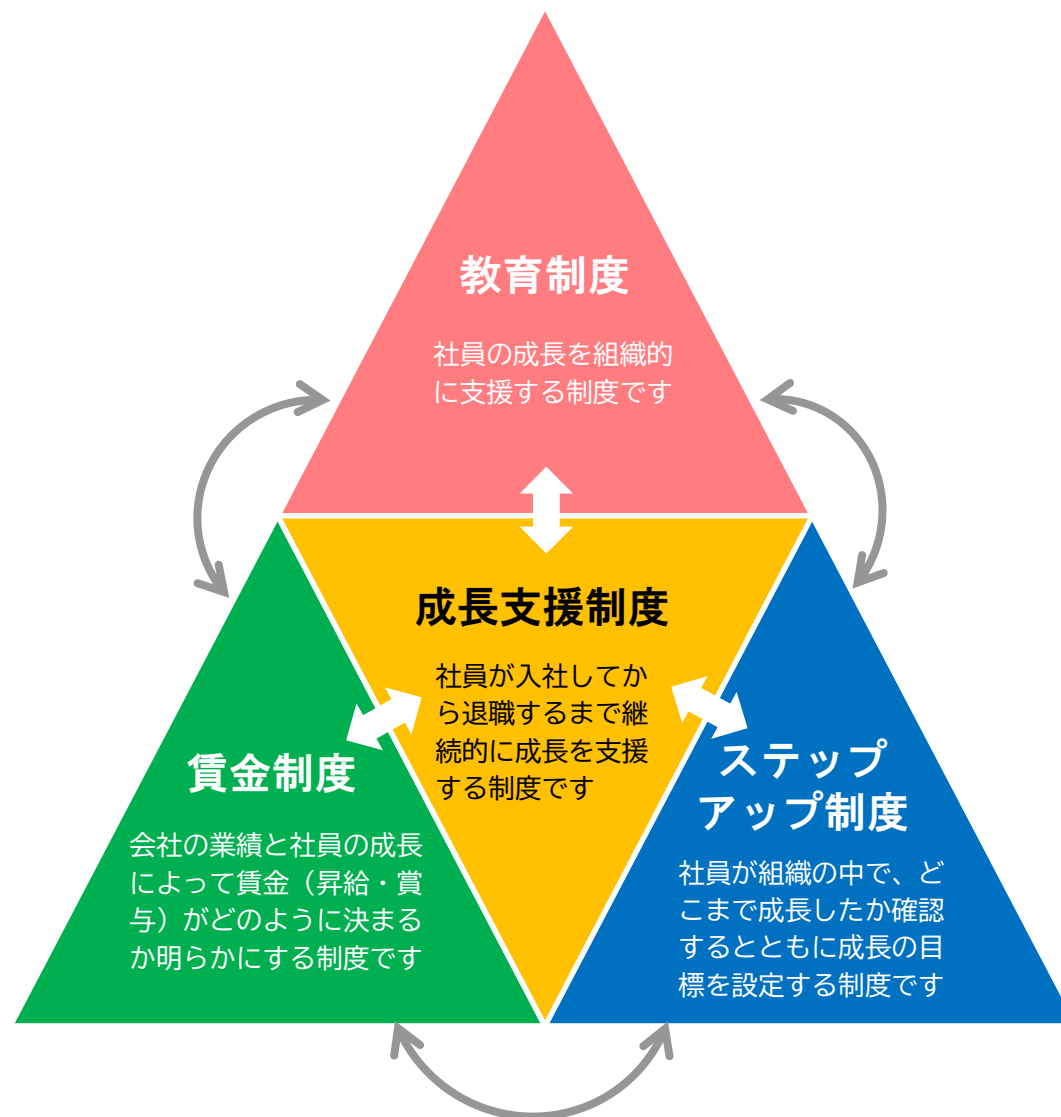 教育制度
社員の成長を組織的
に支援する制度です
成長支援制度
社員が入社してか
ら退職するまで継
続的に成長を支援
する制度です
賃金制度
会社の業績と社員の成長
によって賃金（昇給・賞
与）がどのように決まる
か明らかにする制度です
ステップ
アップ制度
社員が組織の中で、ど
こまで成長したか確認
するとともに成長の目
標を設定する制度です